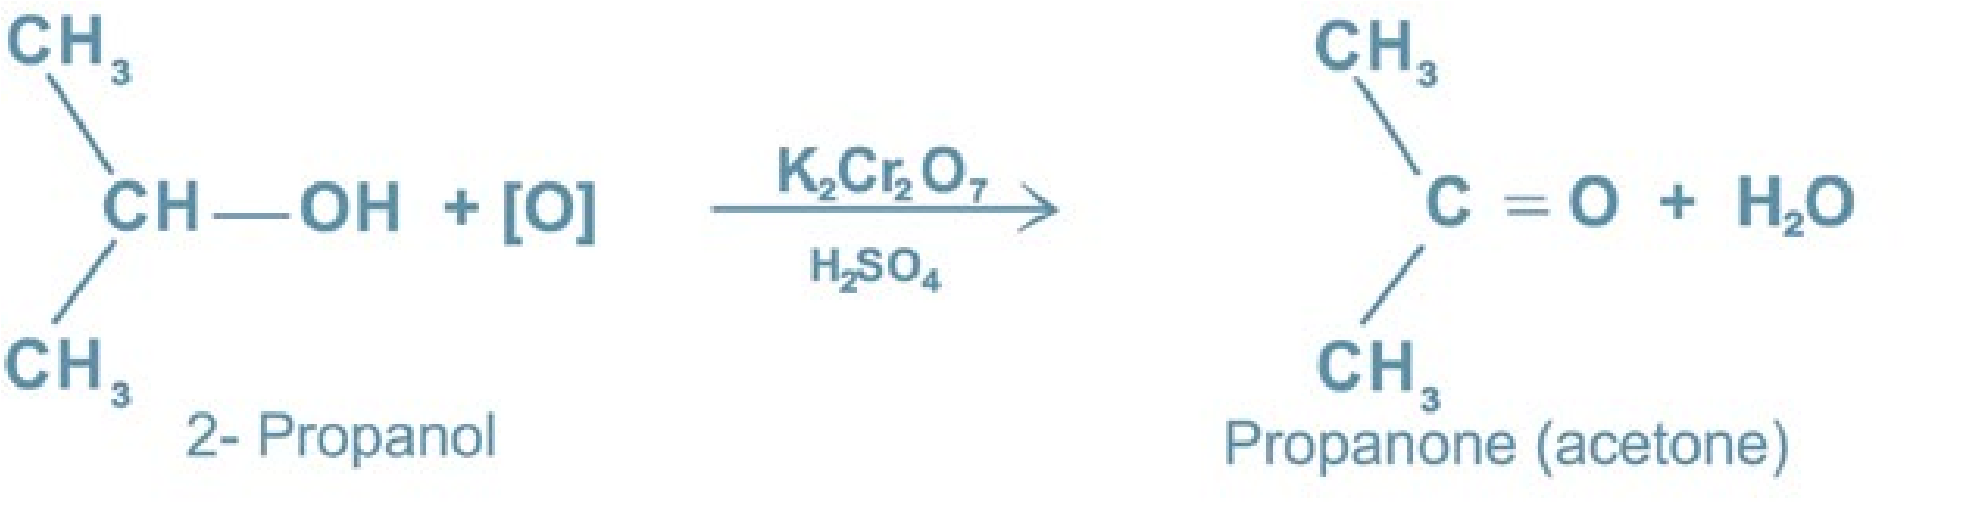 CH3 CH3
K2Cr2O7
CH—OH + [O] C = O + H2O
H2SO4
CH3 CH3
2- Propanol Propanone (acetone)